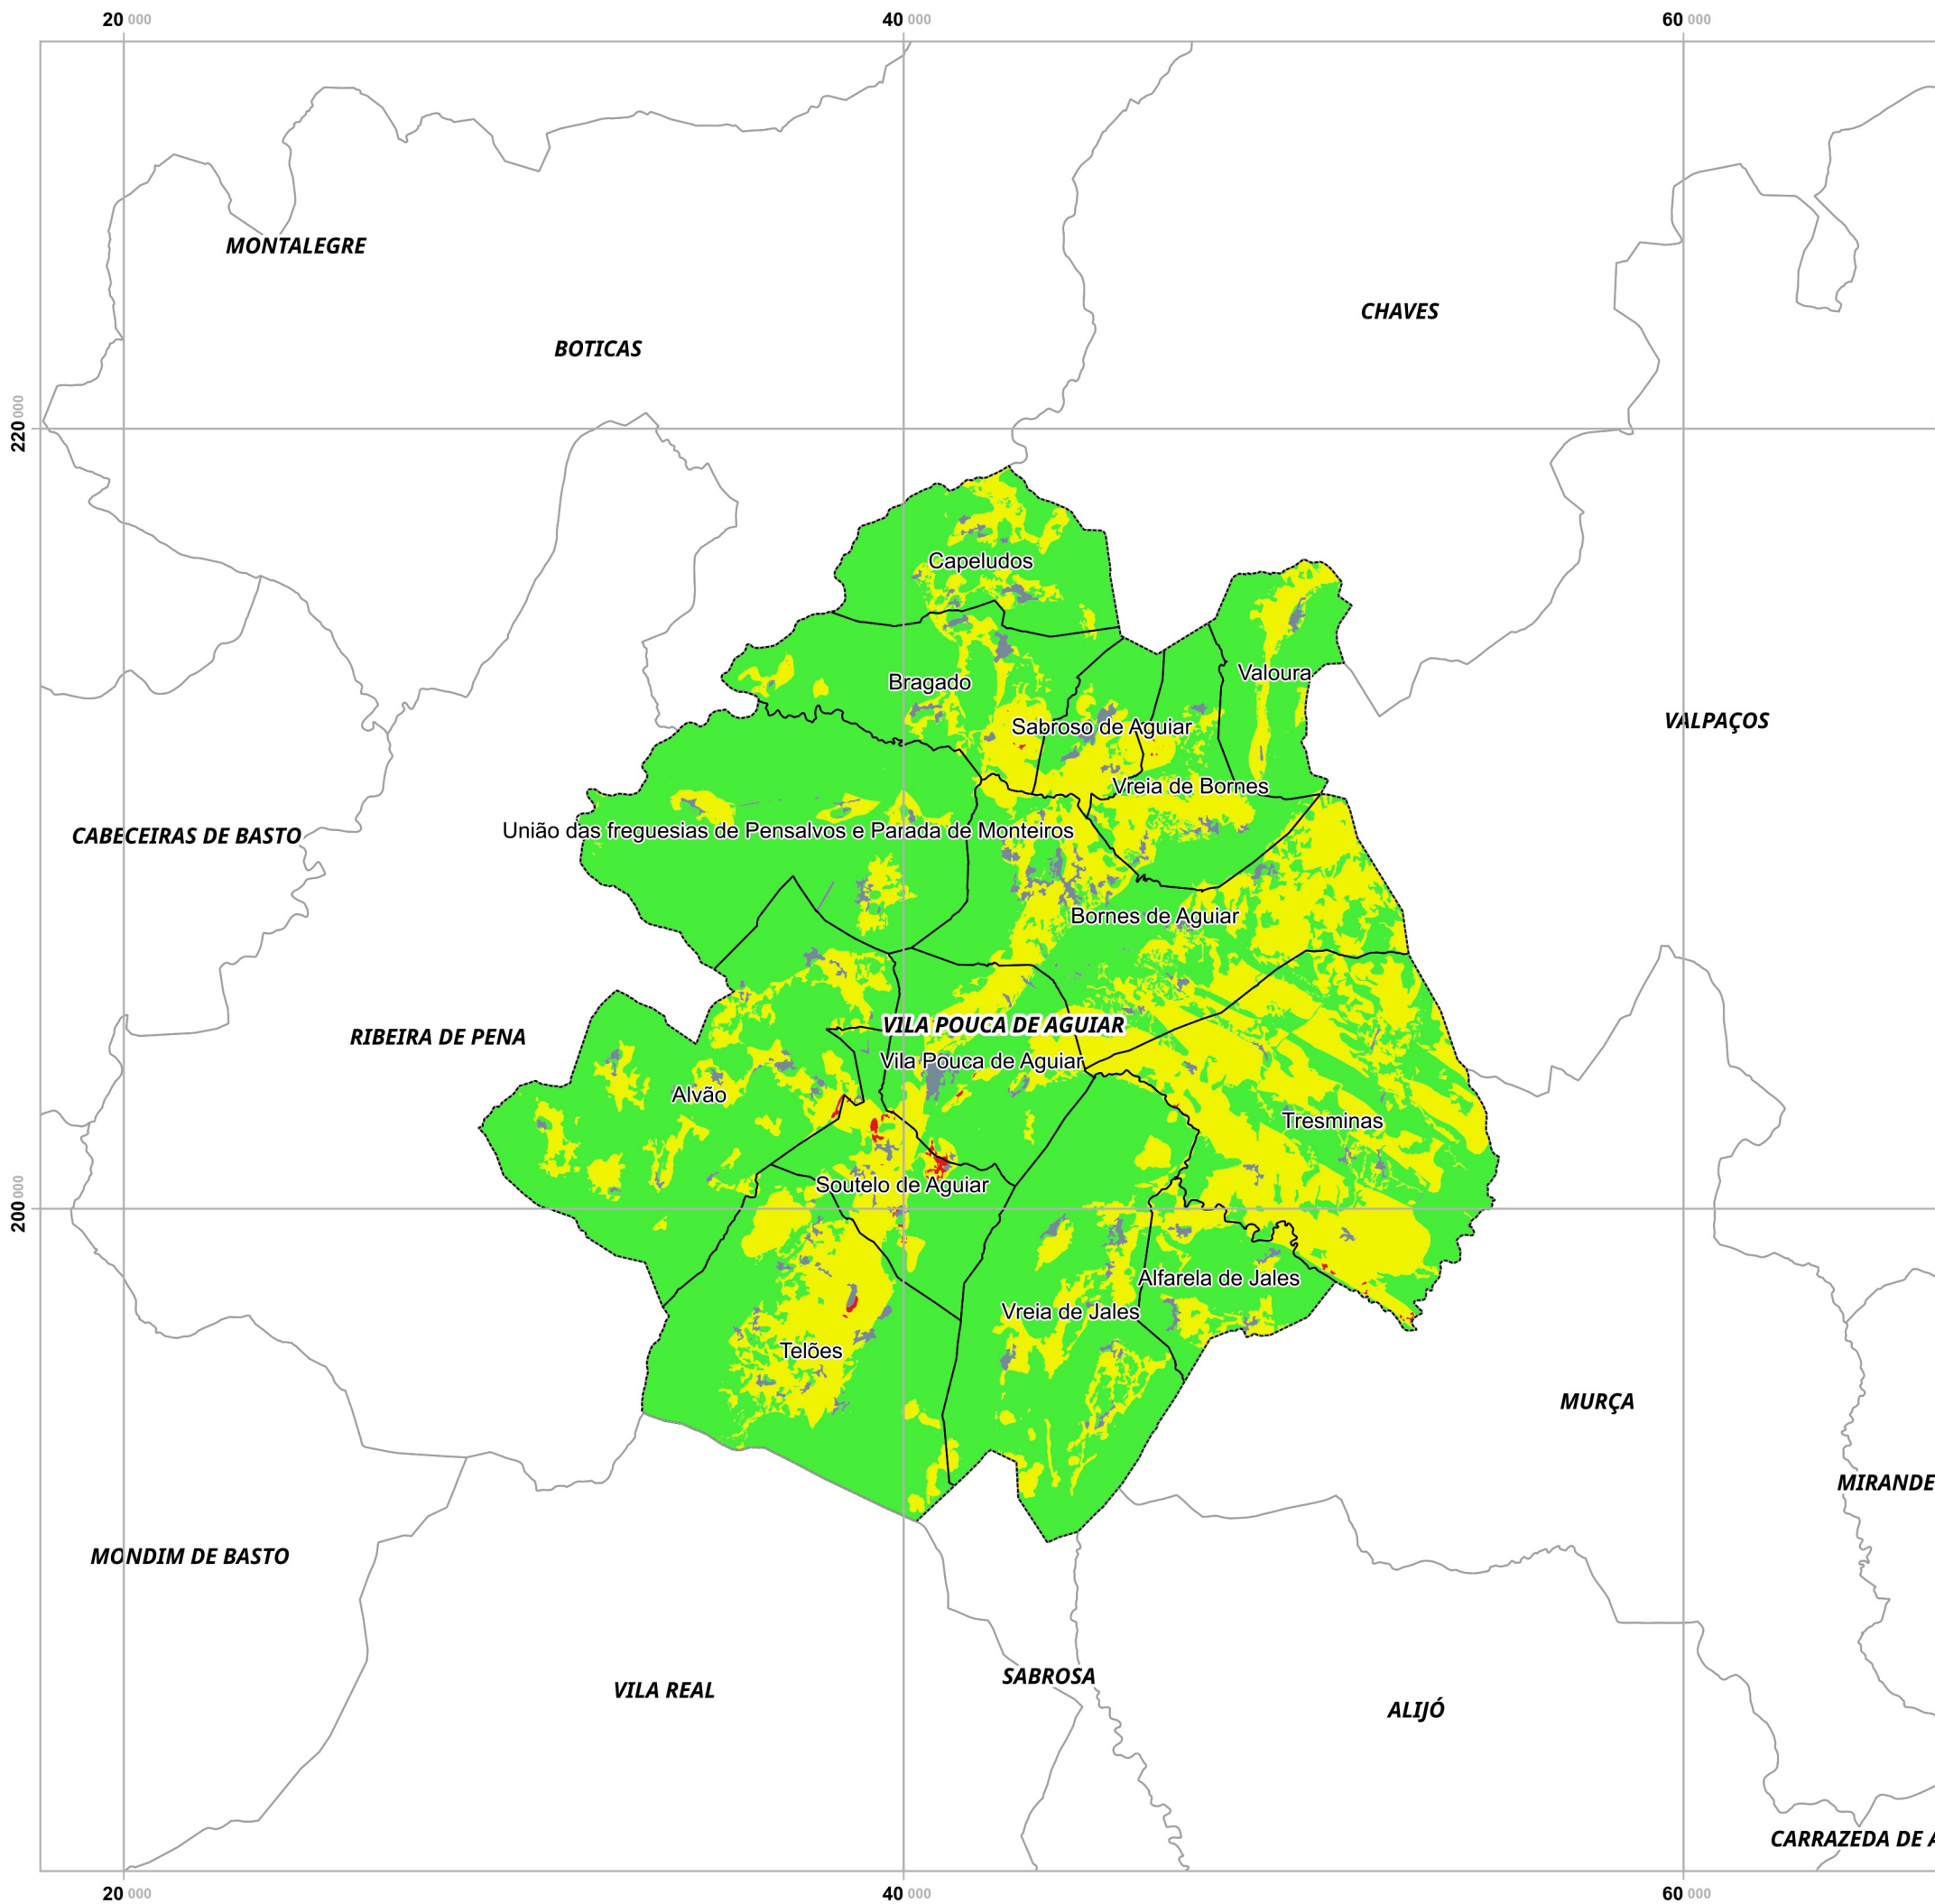 20 000
40 000
60 000
MONTALEGRE
CHAVES
BOTICAS
220 000
Capeludos
Valoura
Bragado
VALPAÇOS
Sabroso de Aguiar
Vreia de Bornes
União das freguesias de Pensalvos e Parada de Monteiros
CABECEIRAS DE BASTO
Bornes de Aguiar
VILA POUCA DE AGUIAR
RIBEIRA DE PENA
Vila Pouca de Aguiar
Alvão
Tresminas
Soutelo de Aguiar
200 000
Alfarela de Jales
Vreia de Jales
Telões
MURÇA
MIRANDE
MONDIM DE BASTO
SABROSA
VILA REAL
ALIJÓ
CARRAZEDA DE A
20 000
40 000
60 000